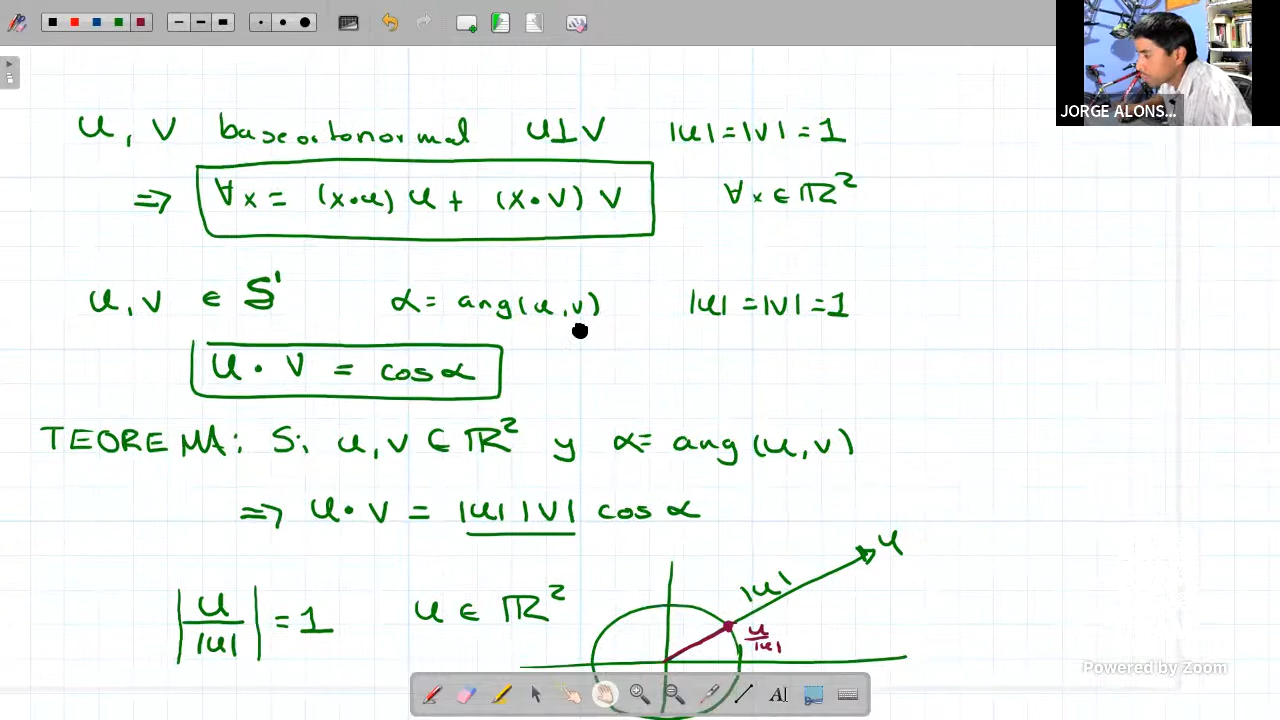 JORGE ALONS...
u, v base ortonormal u⊥v |u| = |v| = 1
⇒ ∀x = (x•u) u + (x•v) v ∀x ∈ ℝ²
u, v ∈ S¹ α = ang(u, v) |u| = |v| = 1
u • v = cos α
TEOREMA: Si u, v ∈ ℝ² y α = ang(u, v)
⇒ u • v = |u| |v| cos α
|u/|u|| = 1 u ∈ ℝ² |u| u
u/|u|
Powered by Zoom
AI